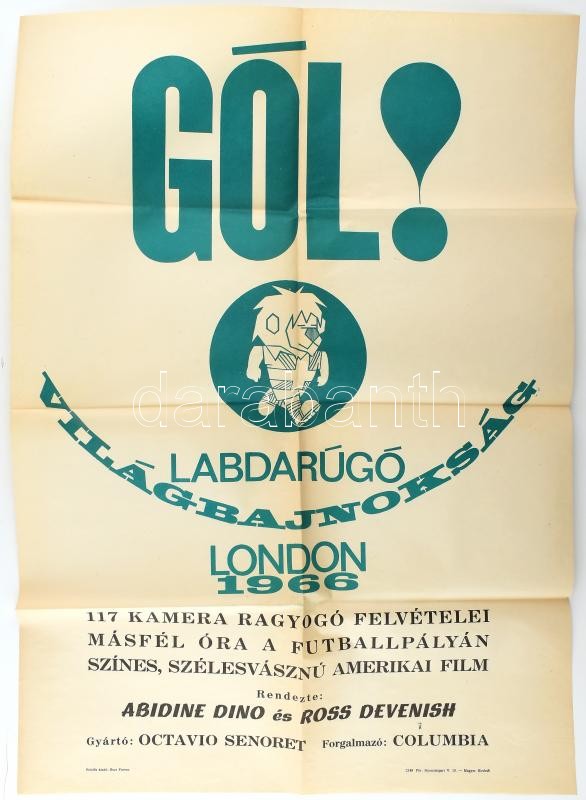 GÓL!
darabanth
LABDARÚGÓ
VILÁGBAJNOKSÁG
LONDON
1966
117 KAMERA RAGYOGÓ FELVÉTELEI
MÁSFÉL ÓRA A FUTBALLPÁLYÁN
SZÍNES, SZÉLESVÁSZNÚ AMERIKAI FILM
Rendezte:
ABIDINE DINO és ROSS DEVENISH
Gyártó: OCTAVIO SENORET Forgalmazó: COLUMBIA